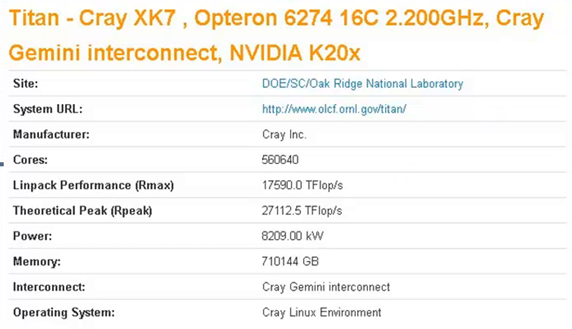 Titan - Cray XK7 , Opteron 6274 16C 2.200GHz, Cray
Gemini interconnect, NVIDIA K20x
Site: DOE/SC/Oak Ridge National Laboratory
System URL: http://www.olcf.ornl.gov/titan/
Manufacturer: Cray Inc.
Cores: 560640
Linpack Performance (Rmax) 17590.0 TFlop/s
Theoretical Peak (Rpeak) 27112.5 TFlop/s
Power: 8209.00 kW
Memory: 710144 GB
Interconnect: Cray Gemini interconnect
Operating System: Cray Linux Environment